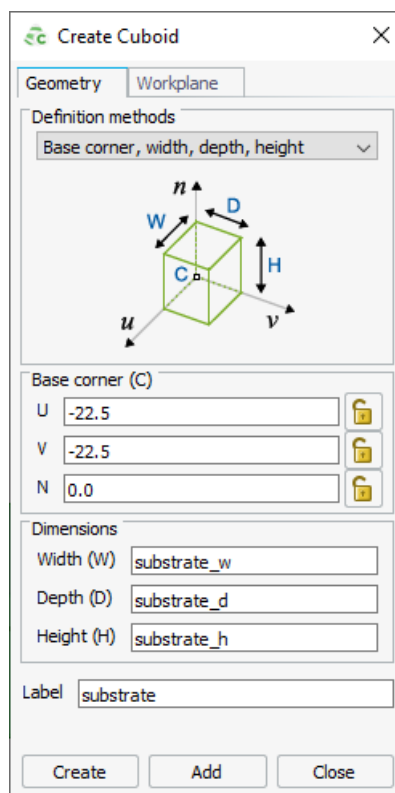 Create Cuboid
Geometry Workplane
Definition methods
Base corner, width, depth, height
n
D
W
H
C
u
v
Base corner (C)
U -22.5
V -22.5
N 0.0
Dimensions
Width (W) substrate_w
Depth (D) substrate_d
Height (H) substrate_h
Label substrate
Create Add Close